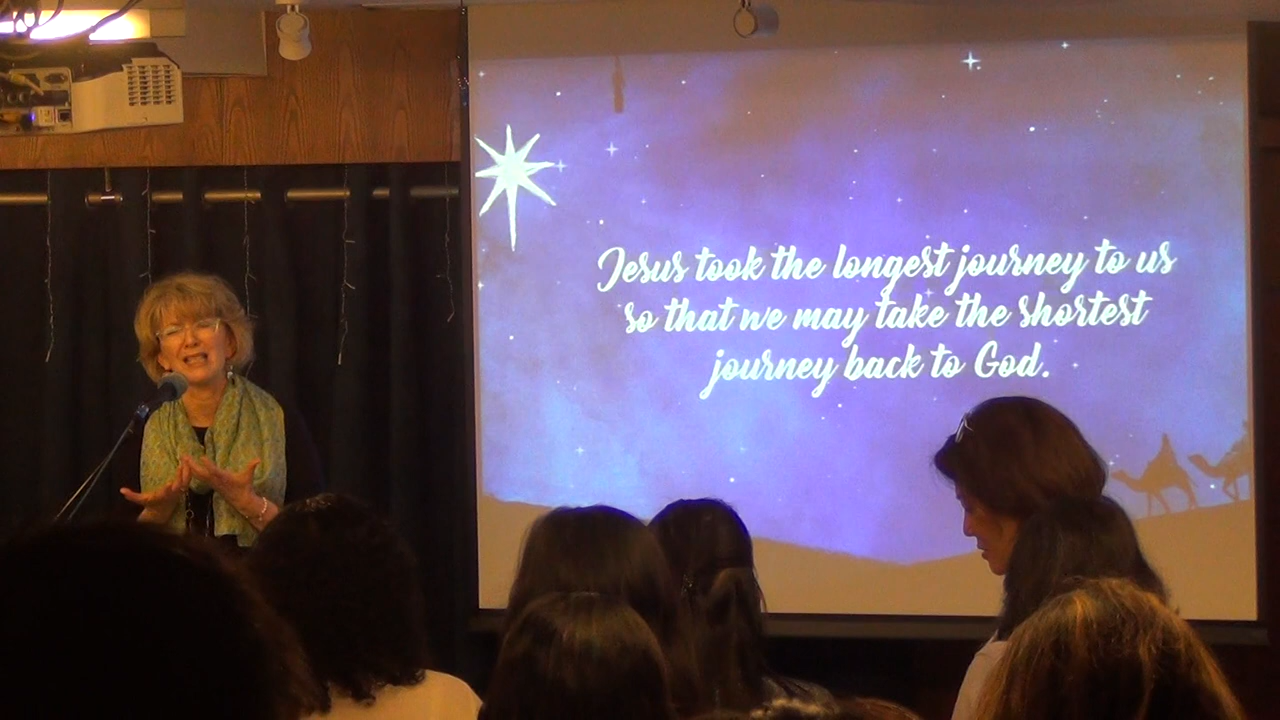 Jesus took the longest journey to us
so that we may take the shortest
journey back to God.